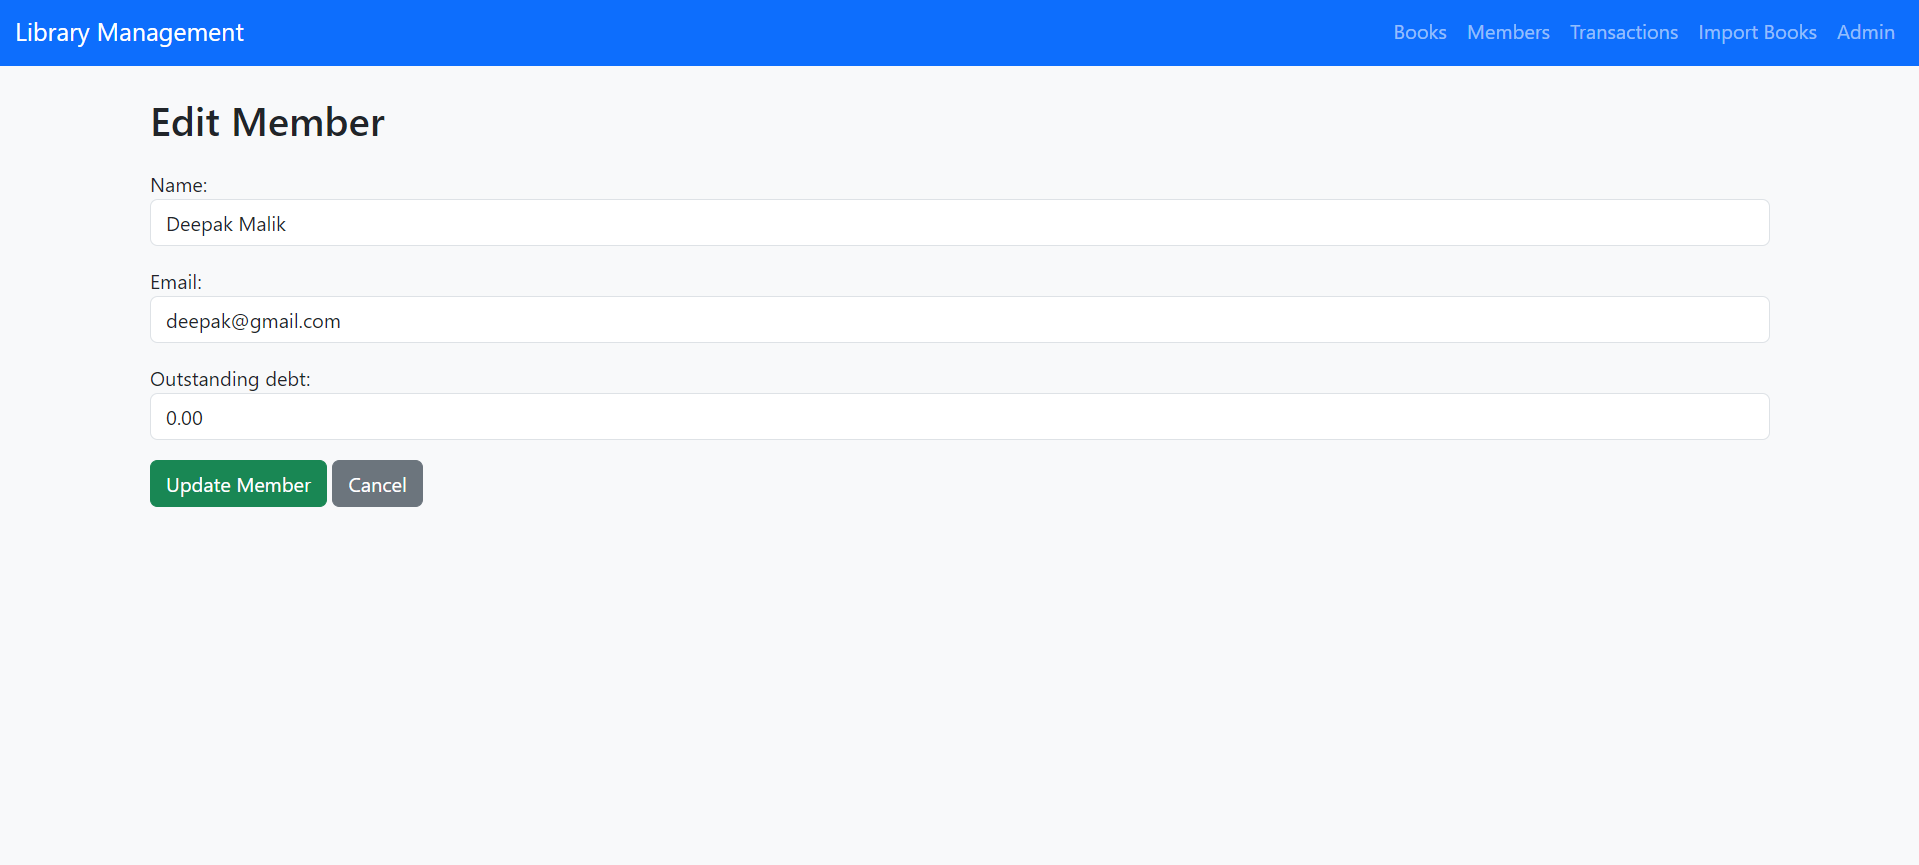 Library Management
Books Members Transactions Import Books Admin
Edit Member
Name:
Deepak Malik
Email:
deepak@gmail.com
Outstanding debt:
0.00
Update Member Cancel